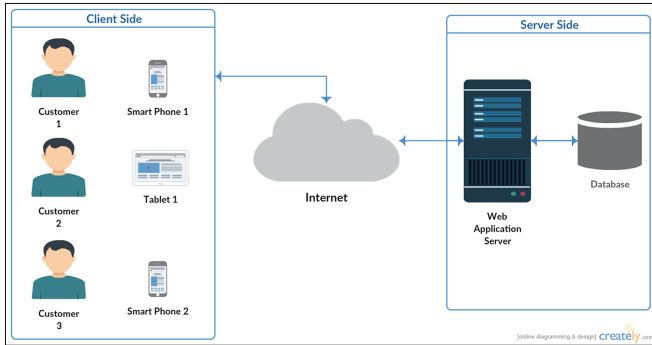 Client Side
Server Side
Customer
1
Smart Phone 1
Customer
2
Tablet 1
Customer
3
Smart Phone 2
Internet
Web
Application
Server
Database
[online diagramming & design] creately.com